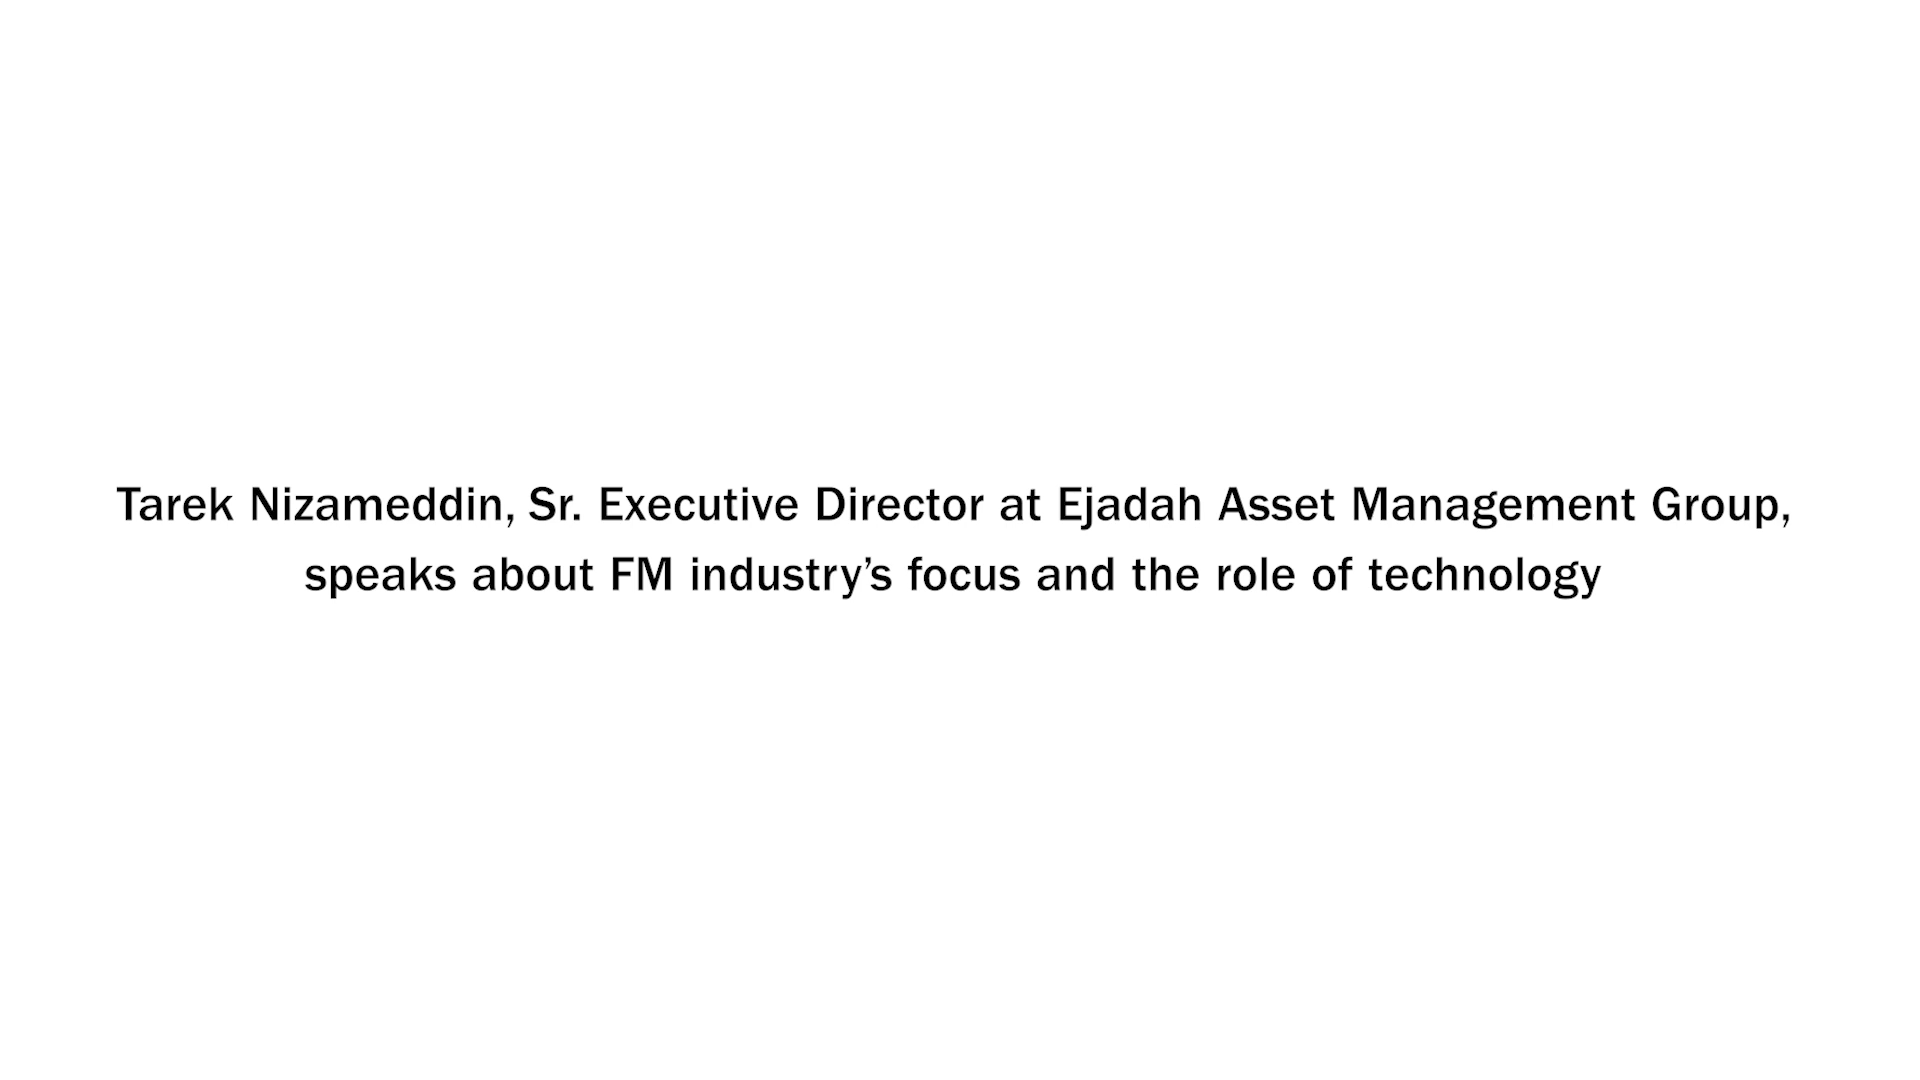 Tarek Nizameddin, Sr. Executive Director at Ejadah Asset Management Group,
speaks about FM industry’s focus and the role of technology